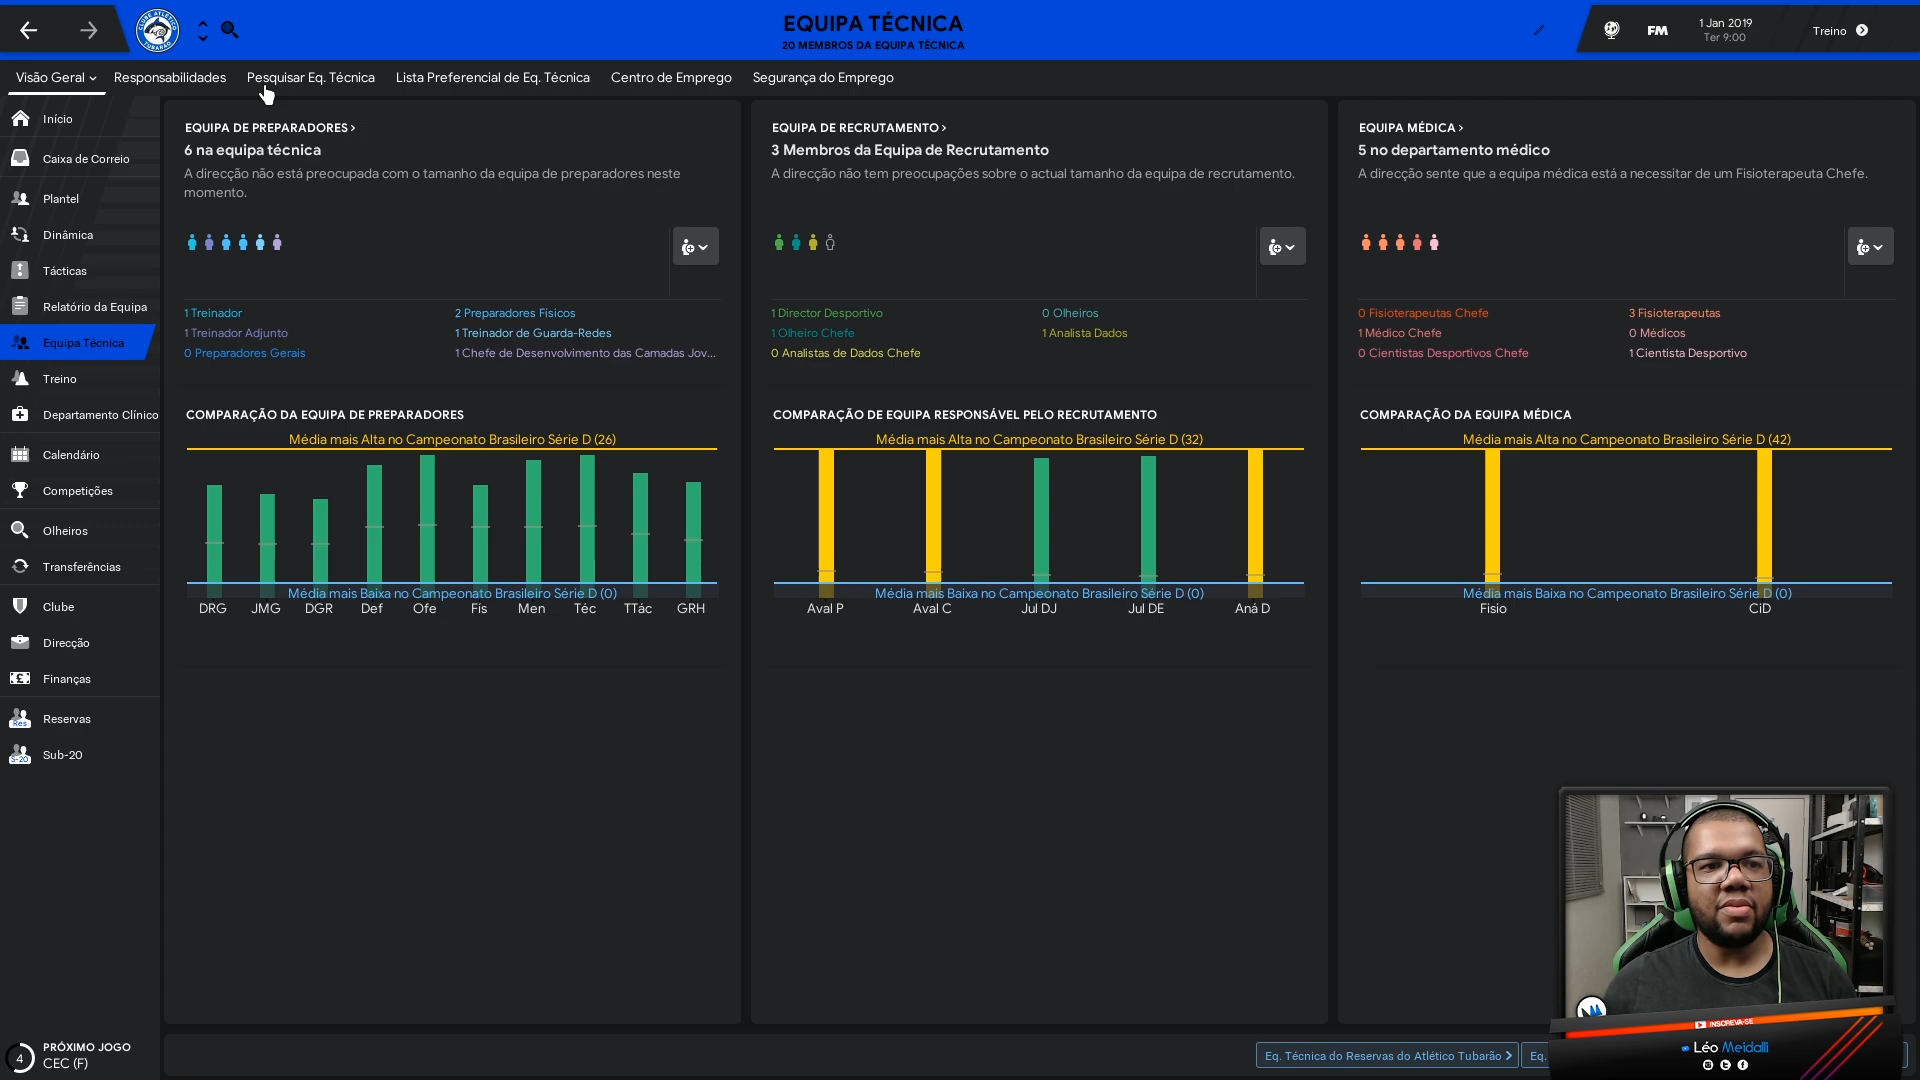 CLUBE ATLÉTICO
TUBARÃO
EQUIPA TÉCNICA
20 MEMBROS DA EQUIPA TÉCNICA
FM
1 Jan 2019
Ter 9:00
Treino
Visão Geral
Responsabilidades
Pesquisar Eq. Técnica
Lista Preferencial de Eq. Técnica
Centro de Emprego
Segurança do Emprego
Início
Caixa de Correio
Plantel
Dinâmica
Tácticas
Relatório da Equipa
Equipa Técnica
Treino
Departamento Clínico
Calendário
Competições
Olheiros
Transferências
Clube
Direcção
Finanças
Res
Reservas
S-20
Sub-20
4
PRÓXIMO JOGO
CEC (F)
EQUIPA DE PREPARADORES >
6 na equipa técnica
A direcção não está preocupada com o tamanho da equipa de preparadores neste
momento.
1 Treinador
2 Preparadores Físicos
1 Treinador Adjunto
1 Treinador de Guarda-Redes
0 Preparadores Gerais
1 Chefe de Desenvolvimento das Camadas Jov...
COMPARAÇÃO DA EQUIPA DE PREPARADORES
Média mais Alta no Campeonato Brasileiro Série D (26)
Média mais Baixa no Campeonato Brasileiro Série D (0)
DRG JMG DGR Def Ofe Fís Men Téc TTác GRH
EQUIPA DE RECRUTAMENTO >
3 Membros da Equipa de Recrutamento
A direcção não tem preocupações sobre o actual tamanho da equipa de recrutamento.
1 Director Desportivo
0 Olheiros
1 Olheiro Chefe
1 Analista Dados
0 Analistas de Dados Chefe
COMPARAÇÃO DE EQUIPA RESPONSÁVEL PELO RECRUTAMENTO
Média mais Alta no Campeonato Brasileiro Série D (32)
Média mais Baixa no Campeonato Brasileiro Série D (0)
Aval P Aval C Jul DJ Jul DE Aná D
EQUIPA MÉDICA >
5 no departamento médico
A direcção sente que a equipa médica está a necessitar de um Fisioterapeuta Chefe.
0 Fisioterapeutas Chefe
3 Fisioterapeutas
1 Médico Chefe
0 Médicos
0 Cientistas Desportivos Chefe
1 Cientista Desportivo
COMPARAÇÃO DA EQUIPA MÉDICA
Média mais Alta no Campeonato Brasileiro Série D (42)
Média mais Baixa no Campeonato Brasileiro Série D (0)
Fisio CiD
Eq. Técnica do Reservas do Atlético Tubarão >
Eq.
INSCREVA-SE
Léo Meidalli